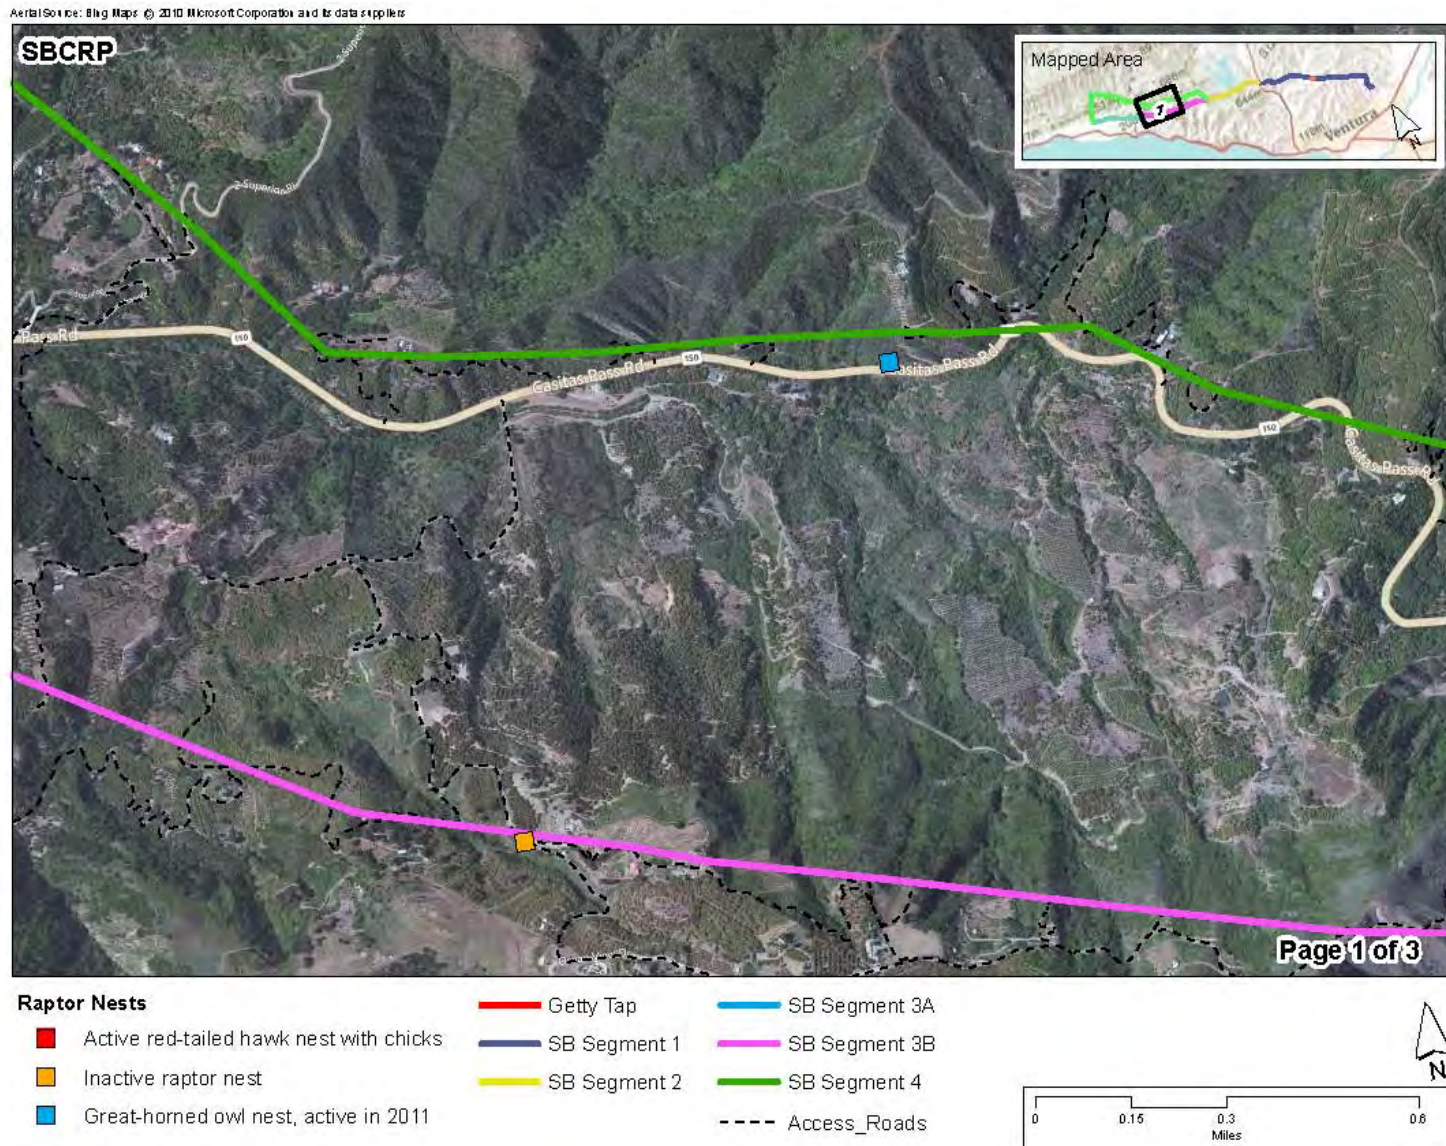 Aerial Source: Bing Maps © 2010 Microsoft Corporation and its data suppliers
SBCRP
Mapped Area
1
Ventura
2 Superior Ri
Pass Rd
150
Casitas Pass Rd
150
Casitas Pass Rd
150
Casitas Pass R
Page 1 of 3
Raptor Nests
Active red-tailed hawk nest with chicks
Inactive raptor nest
Great-horned owl nest, active in 2011
Getty Tap
SB Segment 1
SB Segment 2
SB Segment 3A
SB Segment 3B
SB Segment 4
Access_Roads
N
0 0.15 0.3 0.6
Miles